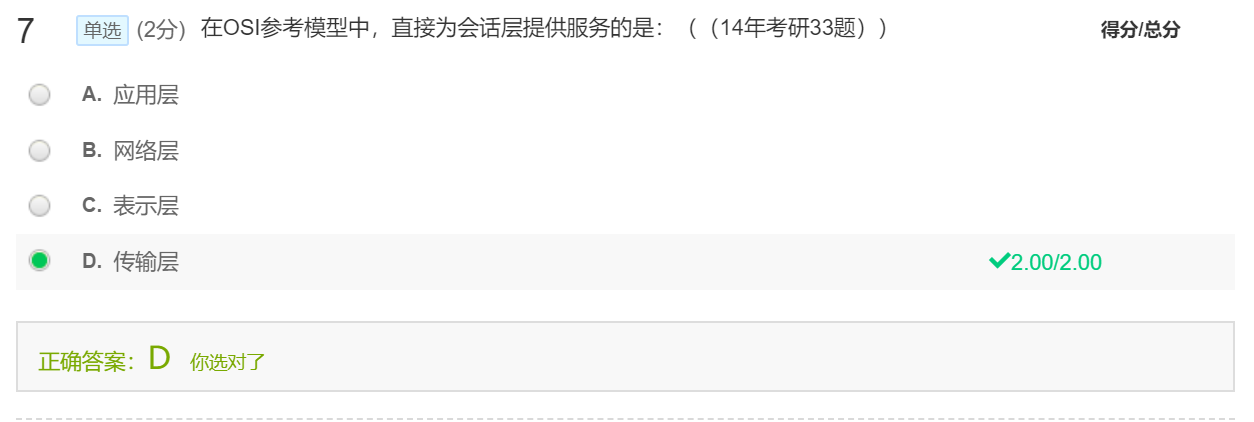 7 单选 (2分) 在OSI参考模型中，直接为会话层提供服务的是：（（14年考研33题）） 得分/总分
A. 应用层
B. 网络层
C. 表示层
D. 传输层 2.00/2.00
正确答案：D 你选对了